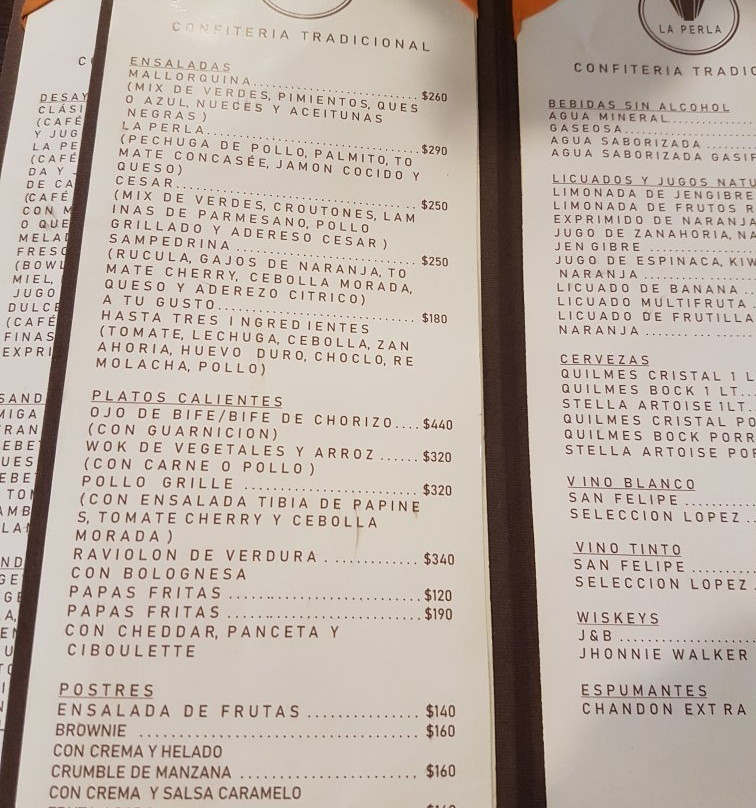 CONFITERIA TRADICIONAL
ENSALADAS
MALLORQUINA.......................... $260
(MIX DE VERDES, PIMIENTOS, QUES
O AZUL, NUECES Y ACEITUNAS
NEGRAS)
LA PERLA.......................... $290
(PECHUGA DE POLLO, PALMITO, TO
MATE CONCASÉE, JAMON COCIDO Y
QUESO)
CESAR.......................... $250
(MIX DE VERDES, CROUTONES, LAM
INAS DE PARMESANO, POLLO
GRILLADO Y ADERESO CESAR)
SAMPEDRINA.......................... $250
(RUCULA, GAJOS DE NARANJA, TO
MATE CHERRY, CEBOLLA MORADA,
QUESO Y ADEREZO CITRICO)
A TU GUSTO.......................... $180
HASTA TRES INGREDIENTES
(TOMATE, LECHUGA, CEBOLLA, ZAN
AHORIA, HUEVO DURO, CHOCLO, RE
MOLACHA, POLLO)
PLATOS CALIENTES
OJO DE BIFE/BIFE DE CHORIZO.... $440
(CON GUARNICION)
WOK DE VEGETALES Y ARROZ ...... $320
(CON CARNE O POLLO)
POLLO GRILLE ...................... $320
(CON ENSALADA TIBIA DE PAPINE
S, TOMATE CHERRY Y CEBOLLA
MORADA)
RAVIOLON DE VERDURA ............ $340
CON BOLOGNESA
PAPAS FRITAS ...................... $120
PAPAS FRITAS ...................... $190
CON CHEDDAR, PANCETA Y
CIBOULETTE
POSTRES
ENSALADA DE FRUTAS .............. $140
BROWNIE .......................... $160
CON CREMA Y HELADO
CRUMBLE DE MANZANA ................ $160
CON CREMA Y SALSA CARAMELO
LA PERLA
CONFITERIA TRADIC
BEBIDAS SIN ALCOHOL
AGUA MINERAL..........
GASEOSA..........
AGUA SABORIZADA ..........
AGUA SABORIZADA GASIF
LICUADOS Y JUGOS NATU
LIMONADA DE JENGIBRE
LIMONADA DE FRUTOS R
EXPRIMIDO DE NARANJA
JUGO DE ZANAHORIA, NA
JENGIBRE ..........
JUGO DE ESPINACA, KIW
NARANJA ..........
LICUADO DE BANANA ..
LICUADO MULTIFRUTA .
LICUADO DE FRUTILLA
NARANJA ..........
CERVEZAS
QUILMES CRISTAL 1 L
QUILMES BOCK 1 LT...
STELLA ARTOISE 1LT.
QUILMES CRISTAL PO
QUILMES BOCK PORR
STELLA ARTOISE POR
VINO BLANCO
SAN FELIPE ........
SELECCION LOPEZ..
VINO TINTO
SAN FELIPE ........
SELECCION LOPEZ.
WISKEYS
J&B ............
JHONNIE WALKER
ESPUMANTES
CHANDON EXTRA